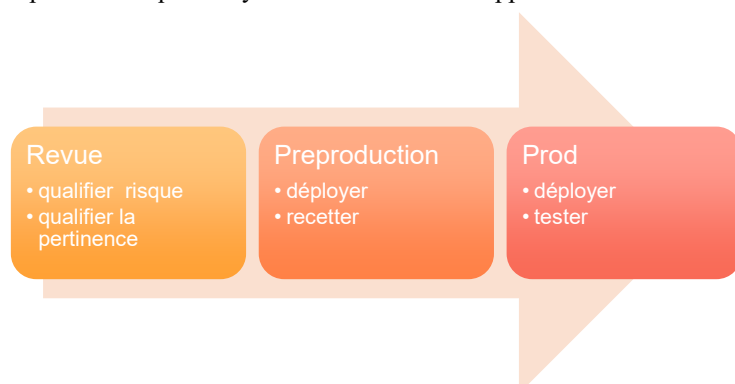 Revue
• qualifier risque
• qualifier la
pertinence
Preproduction
• déployer
• recetter
Prod
• déployer
• tester